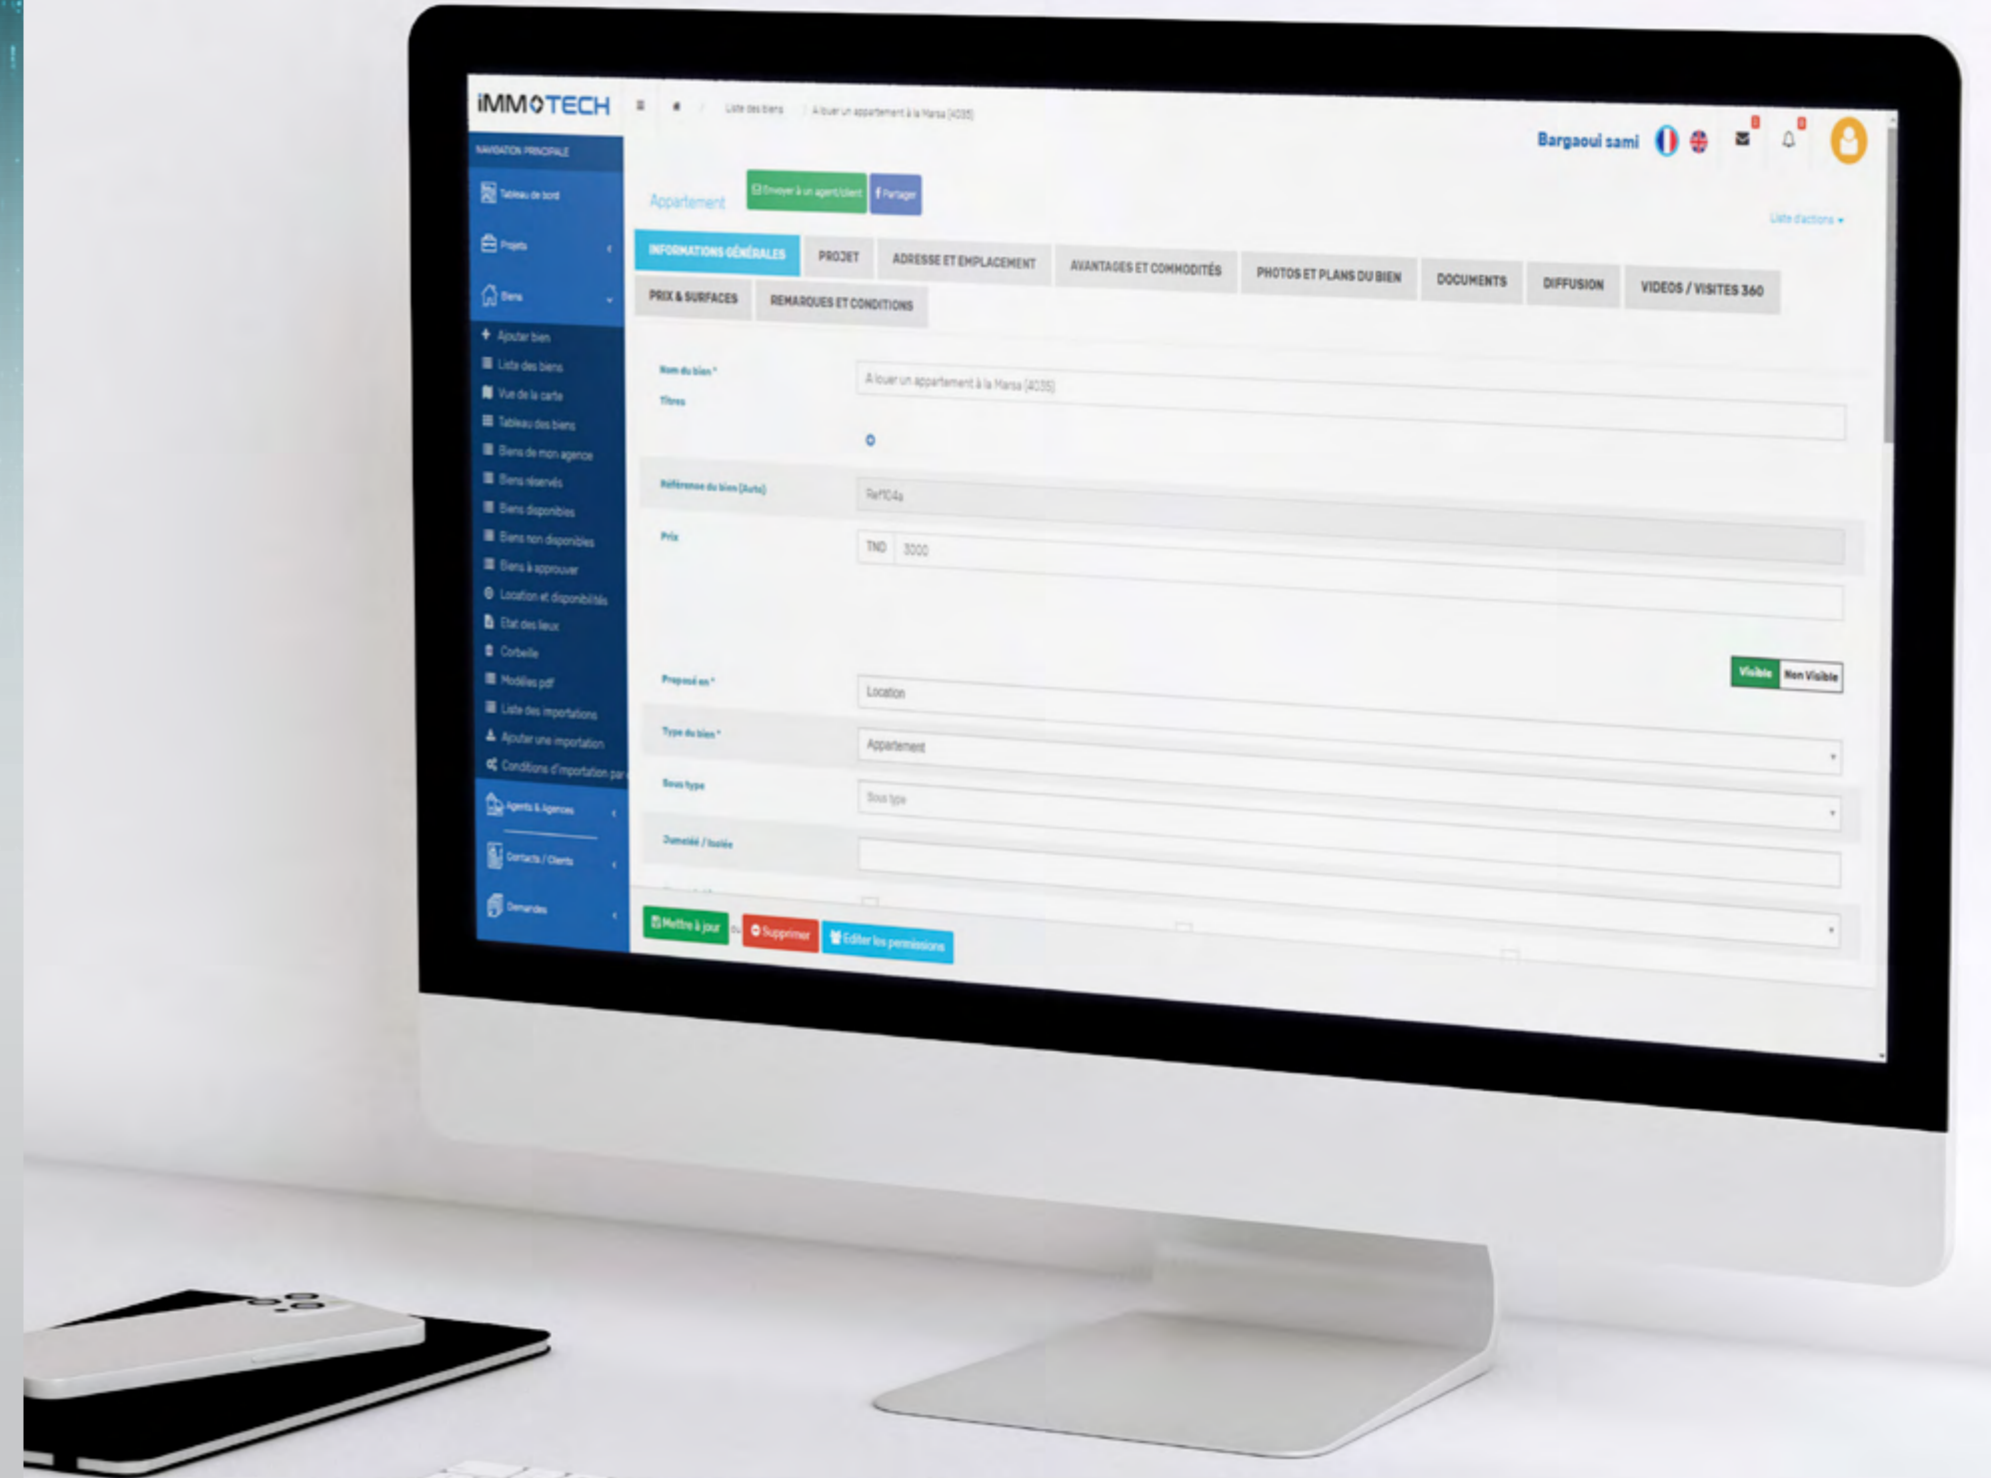 iMMOTECH
Liste des biens / A louer un appartement à la Marsa (4035)
Bargaoui sami
NAVIGATION PRINCIPALE
Tableau de bord
Projets
Biens
Ajouter bien
Liste des biens
Vue de la carte
Tableau des biens
Biens de mon agence
Biens réservés
Biens disponibles
Biens non disponibles
Biens à approuver
Location et disponibilités
Etat des lieux
Corbeille
Modèles pdf
Liste des importations
Ajouter une importation
Conditions d'importation par
Agents & Agences
Contacts / Clients
Demandes
Appartement
Envoyer à un agent/client
Partager
Liste d'actions
INFORMATIONS GÉNÉRALES
PROJET
ADRESSE ET EMPLACEMENT
AVANTAGES ET COMMODITÉS
PHOTOS ET PLANS DU BIEN
DOCUMENTS
DIFFUSION
VIDEOS / VISITES 360
PRIX & SURFACES
REMARQUES ET CONDITIONS
Nom du bien *
A louer un appartement à la Marsa (4035)
Titres
Référence du bien (Auto)
Ref104a
Prix
TND 3000
Visible Non Visible
Proposé en *
Location
Type du bien *
Appartement
Sous type
Sous type
Jumelé / Isolée
Mettre à jour
ou
Supprimer
Editer les permissions